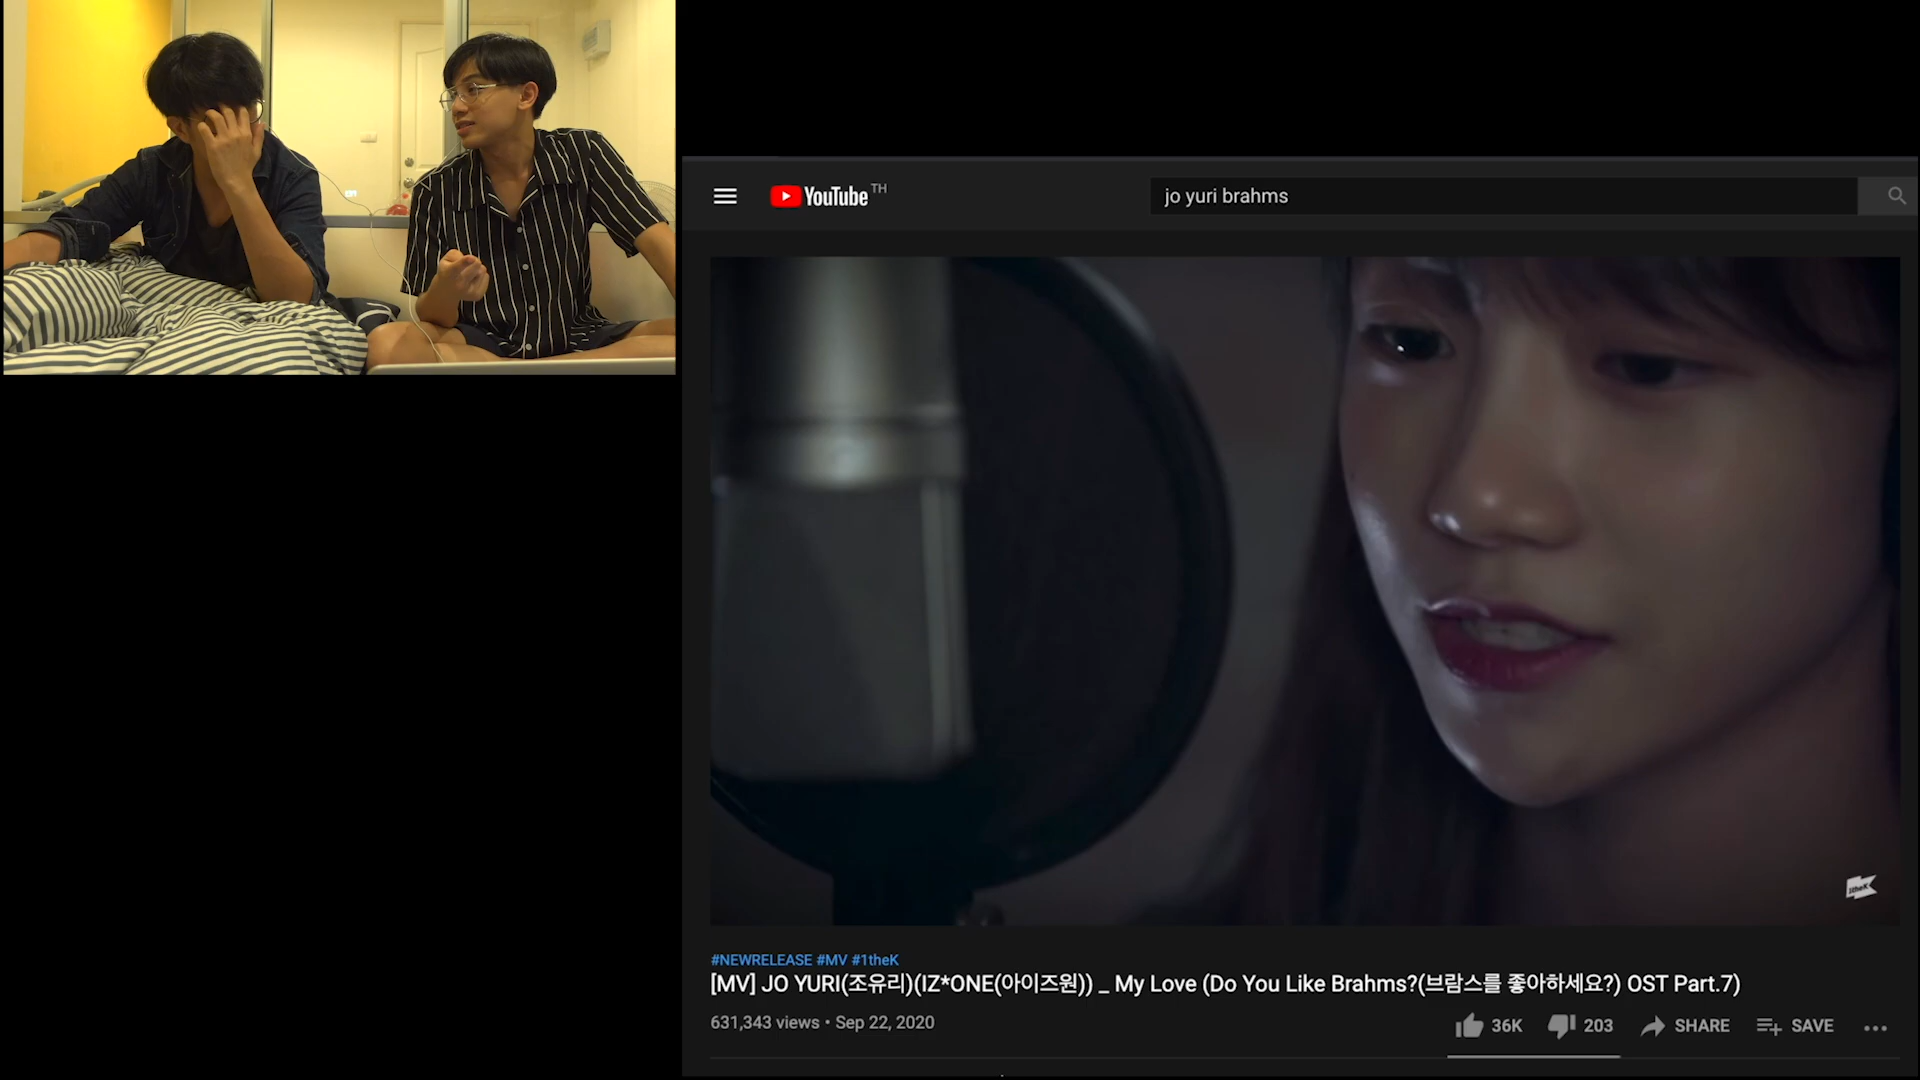 YouTube TH
jo yuri brahms
1theK
#NEWRELEASE #MV #1theK
[MV] JO YURI(조유리)(IZ*ONE(아이즈원)) _ My Love (Do You Like Brahms?(브람스를 좋아하세요?) OST Part.7)
631,343 views • Sep 22, 2020
36K 203 SHARE SAVE